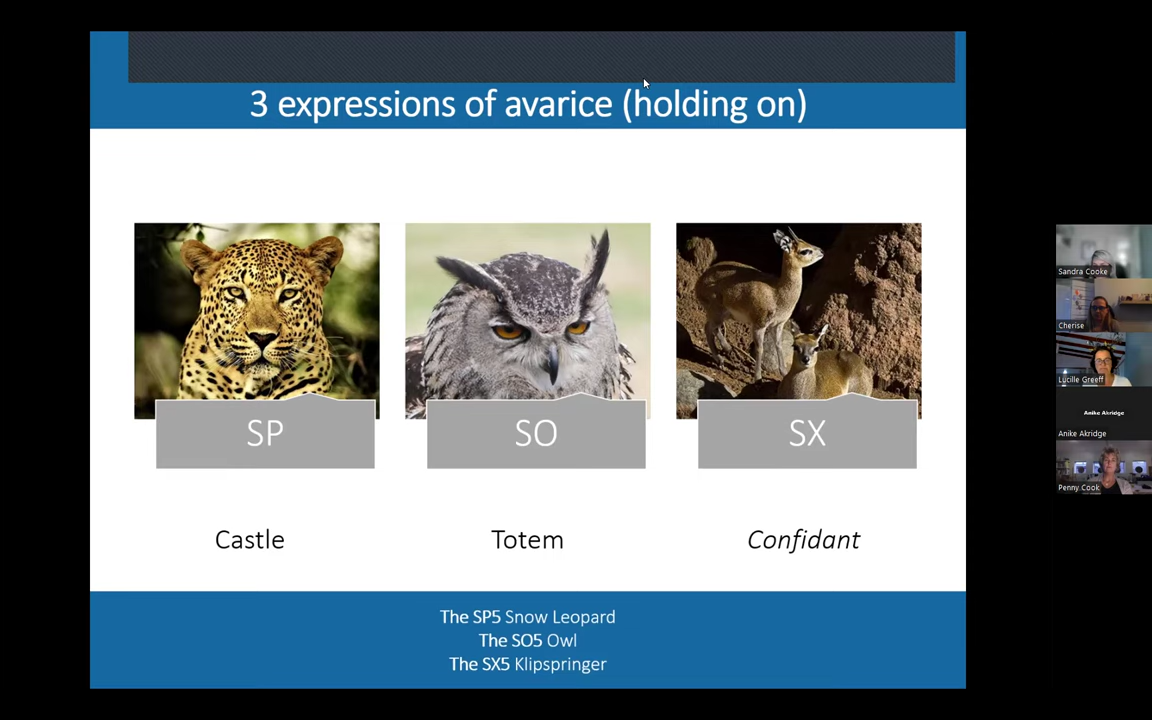 3 expressions of avarice (holding on)
SP
SO
SX
Castle
Totem
Confidant
The SP5 Snow Leopard
The SO5 Owl
The SX5 Klipspringer
Sandra Cooke
Cherise
Lucille Greeff
Anike Akridge
Anike Akridge
Penny Cook